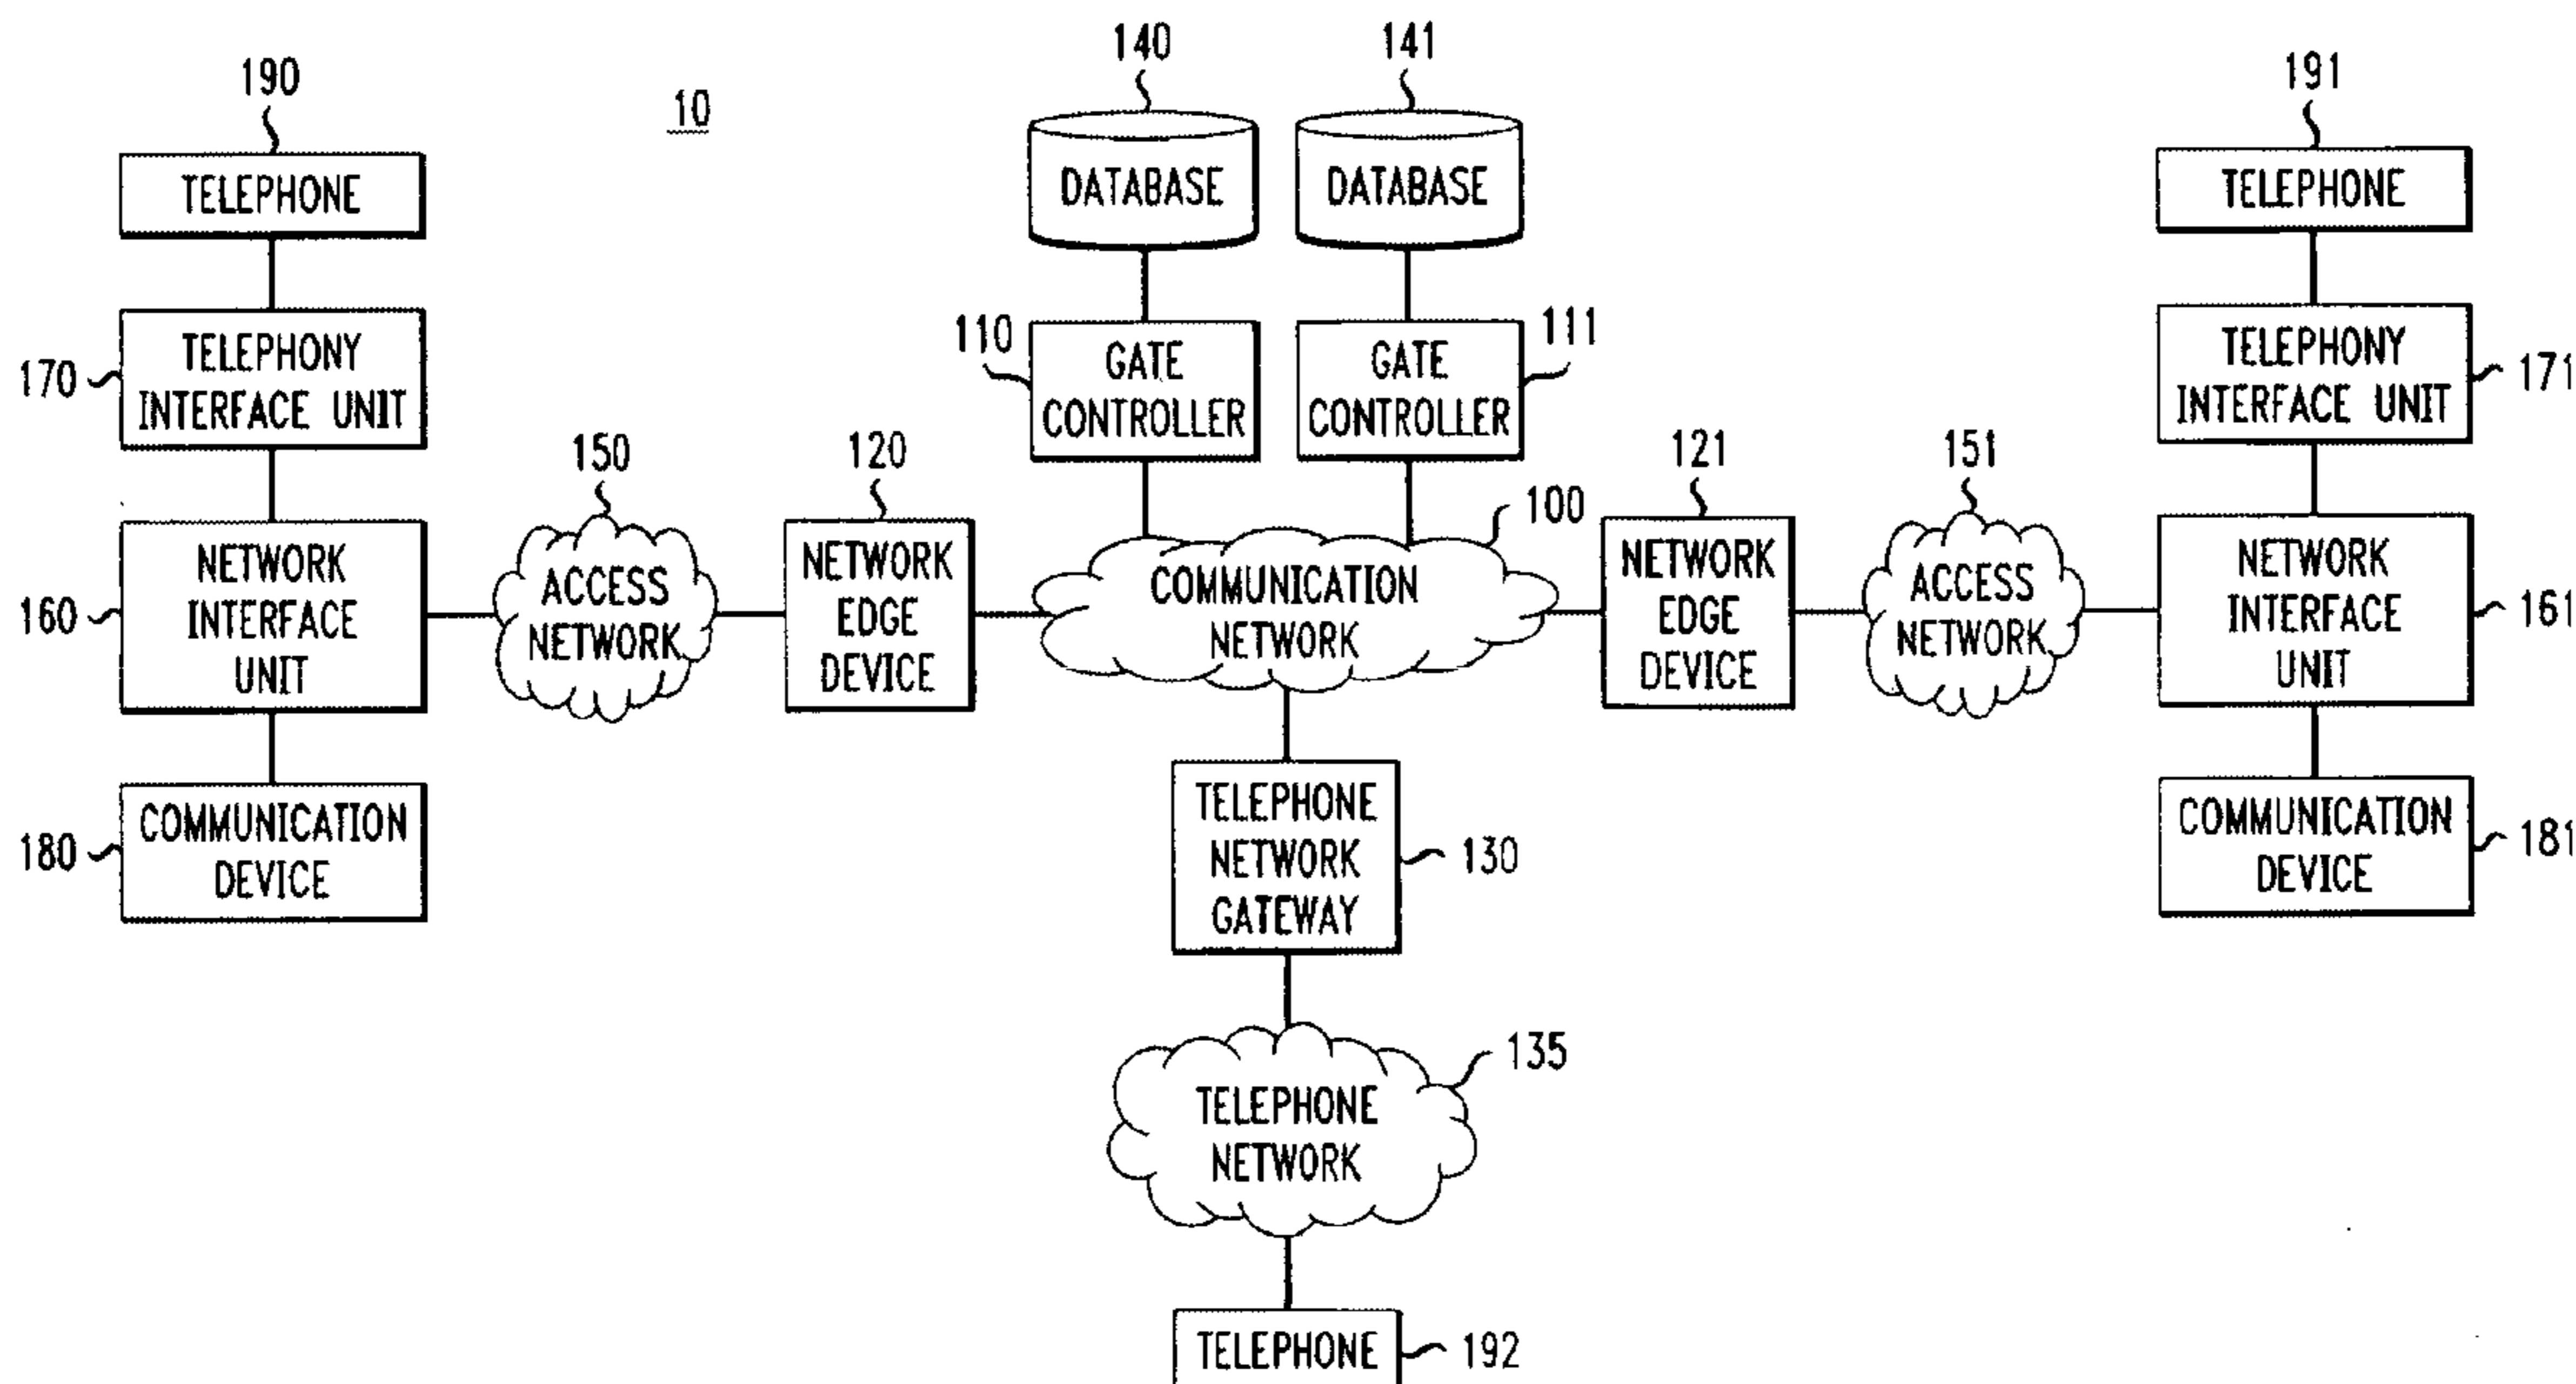 140
141
190
10
191
DATABASE
DATABASE
TELEPHONE
TELEPHONE
110
GATE
CONTROLLER
GATE
CONTROLLER
111
170
TELEPHONY
INTERFACE UNIT
TELEPHONY
INTERFACE UNIT
171
150
120
121
151
100
160
NETWORK
INTERFACE
UNIT
ACCESS
NETWORK
NETWORK
EDGE
DEVICE
COMMUNICATION
NETWORK
NETWORK
EDGE
DEVICE
ACCESS
NETWORK
NETWORK
INTERFACE
UNIT
161
180
COMMUNICATION
DEVICE
TELEPHONE
NETWORK
GATEWAY
130
COMMUNICATION
DEVICE
181
TELEPHONE
NETWORK
135
TELEPHONE
192